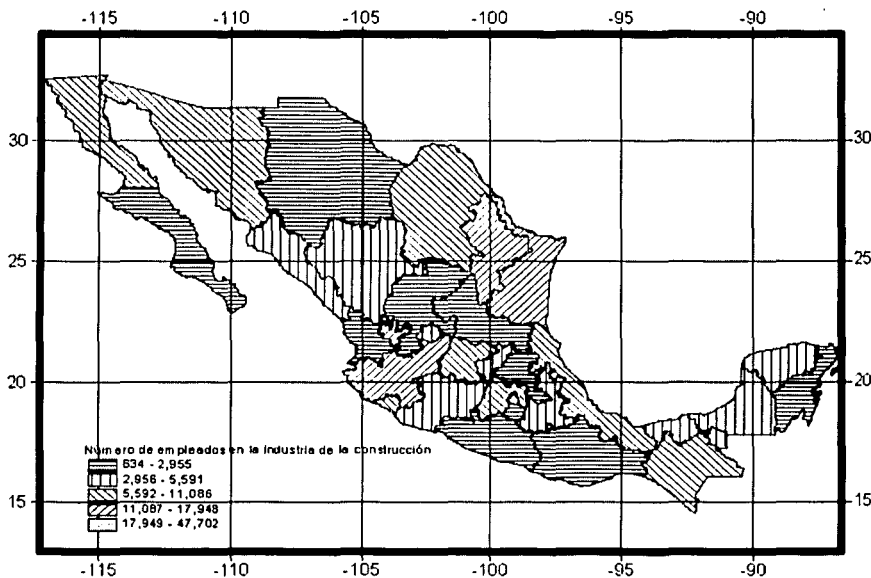 -115 -110 -105 -100 -95 -90
30 30
25 25
20 20
15 15
Número de empleados en la industria de la construcción
634 - 2,955
2,956 - 5,591
5,592 - 11,086
11,087 - 17,948
17,949 - 47,702
-115 -110 -105 -100 -95 -90